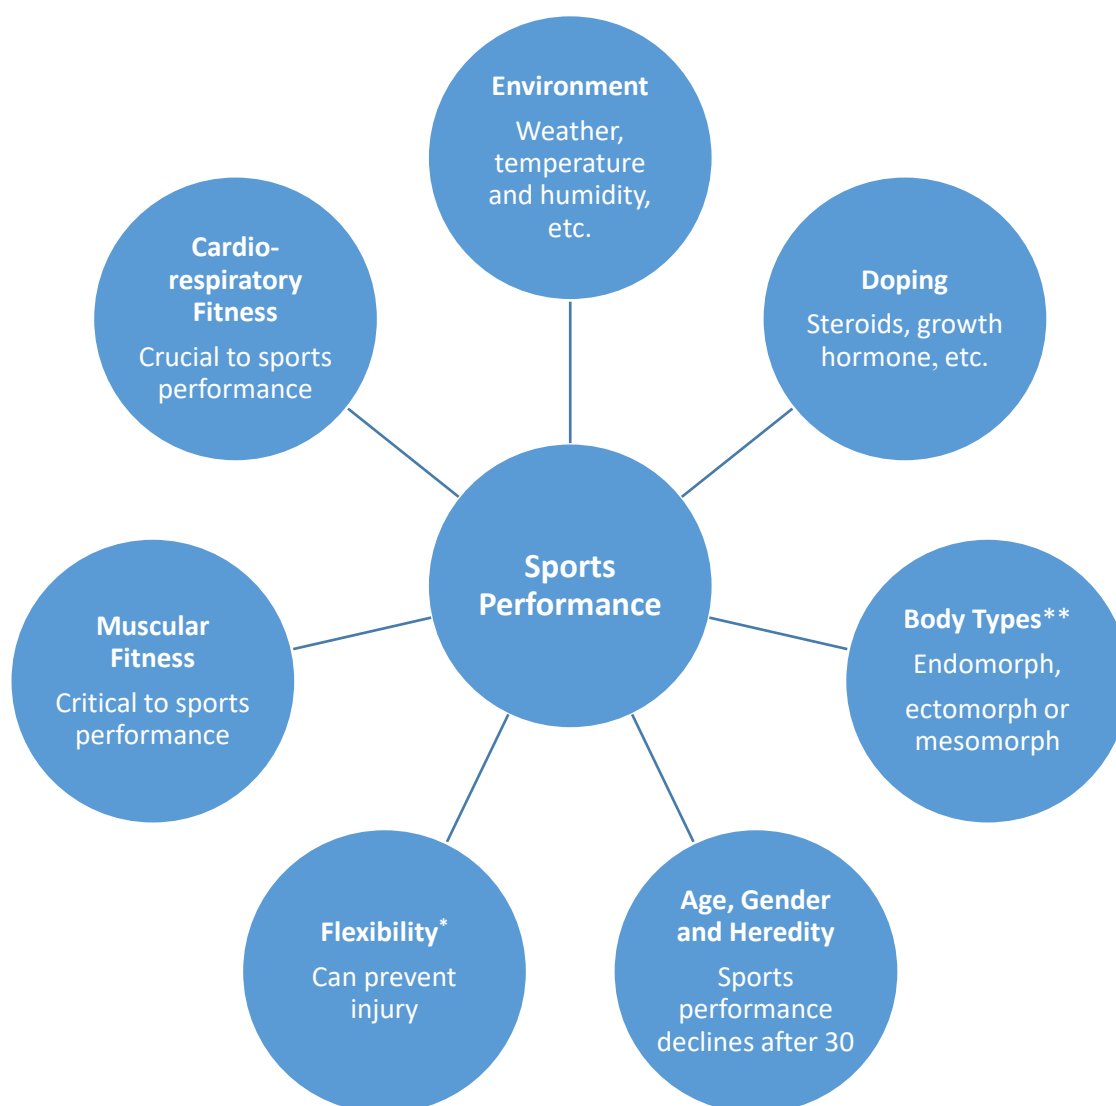 Environment
Weather,
temperature
and humidity,
etc.
Cardio-
respiratory
Fitness
Crucial to sports
performance
Doping
Steroids, growth
hormone, etc.
Sports
Performance
Muscular
Fitness
Critical to sports
performance
Body Types**
Endomorph,
ectomorph or
mesomorph
Flexibility*
Can prevent
injury
Age, Gender
and Heredity
Sports
performance
declines after 30